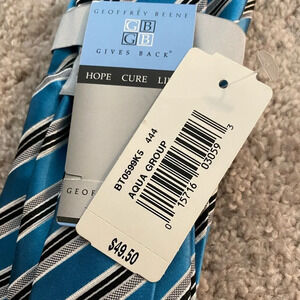 GEOFFREY BEENE
GB
GB
GIVES BACK®
HOPE CURE LI
GEOF
BT0599K5 444
AQUA GROUP
0 15716 03059 3
$49.50